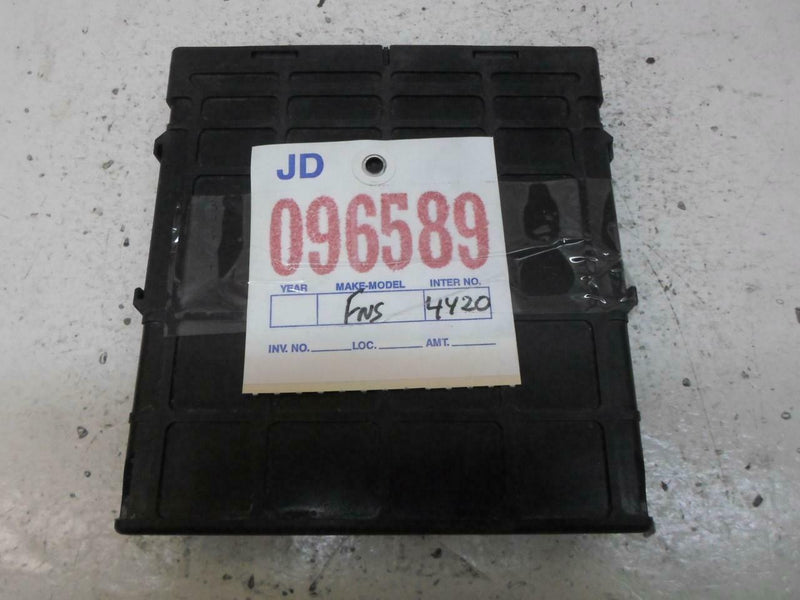 JD
096589
YEAR MAKE-MODEL INTER NO.
FNS 4420
INV. NO. LOC. AMT.